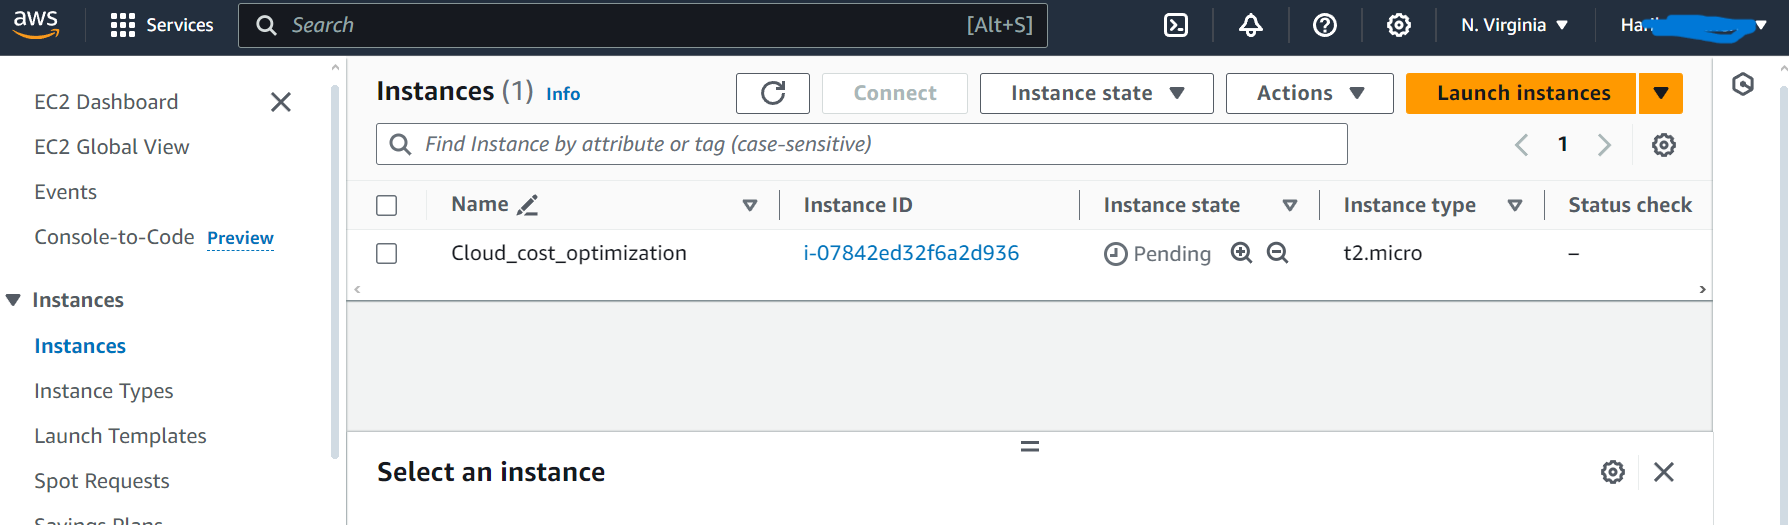 aws Services Search [Alt+S] N. Virginia
EC2 Dashboard
EC2 Global View
Events
Console-to-Code Preview
Instances
Instances
Instance Types
Launch Templates
Spot Requests
Savings Plans
Instances (1) Info Connect Instance state Actions Launch instances
Find Instance by attribute or tag (case-sensitive) 1
Name Instance ID Instance state Instance type Status check
Cloud_cost_optimization i-07842ed32f6a2d936 Pending t2.micro –
Select an instance